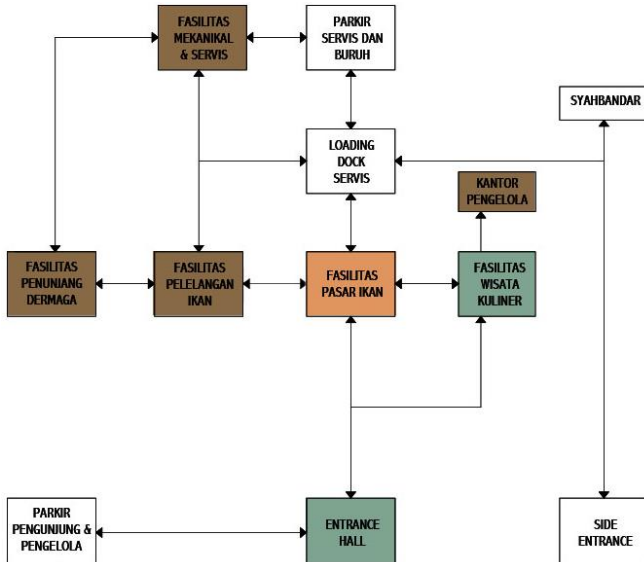 FASILITAS
MEKANIKAL
& SERVIS
PARKIR
SERVIS DAN
BURUH
SYAHBANDAR
LOADING
DOCK
SERVIS
KANTOR
PENGELOLA
FASILITAS
PENUNJANG
DERMAGA
FASILITAS
PELELANGAN
IKAN
FASILITAS
PASAR IKAN
FASILITAS
WISATA
KULINER
PARKIR
PENGUNJUNG &
PENGELOLA
ENTRANCE
HALL
SIDE
ENTRANCE